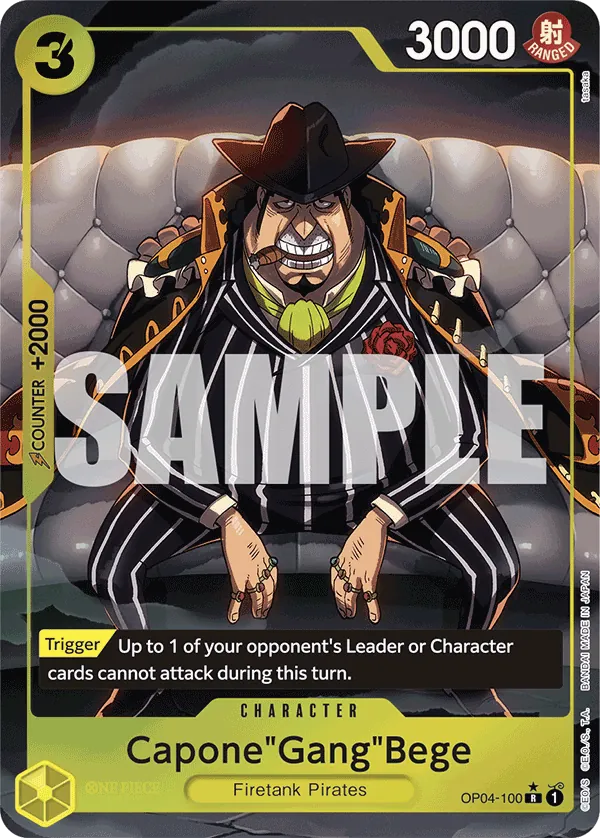 3
3000
射
RANGED
tasaka
COUNTER +2000
SAMPLE
Trigger Up to 1 of your opponent's Leader or Character
cards cannot attack during this turn.
CHARACTER
Capone"Gang"Bege
Firetank Pirates
ONE PIECE
OP04-100 R 1
©ED/S ©E.O./S. T.A. BANDAI MADE IN JAPAN